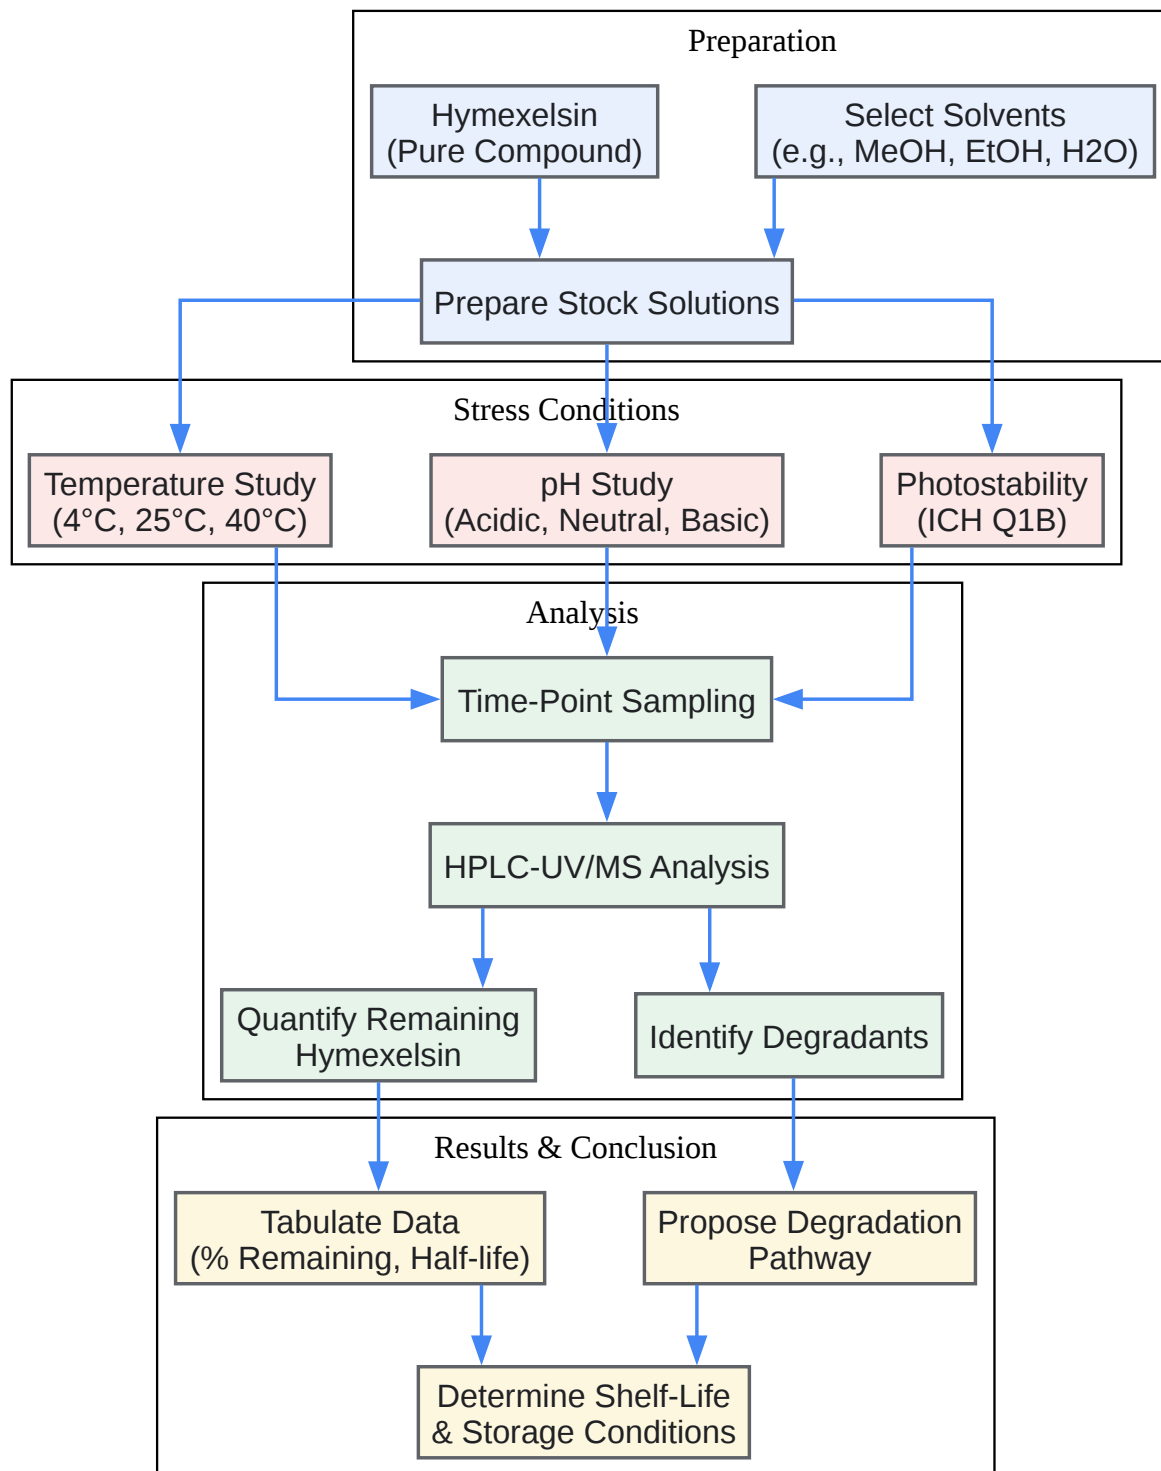 Preparation
Hymexelsin
(Pure Compound)
Select Solvents
(e.g., MeOH, EtOH, H2O)
Prepare Stock Solutions
Stress Conditions
Temperature Study
(4°C, 25°C, 40°C)
pH Study
(Acidic, Neutral, Basic)
Photostability
(ICH Q1B)
Analysis
Time-Point Sampling
HPLC-UV/MS Analysis
Quantify Remaining
Hymexelsin
Identify Degradants
Results & Conclusion
Tabulate Data
(% Remaining, Half-life)
Propose Degradation
Pathway
Determine Shelf-Life
& Storage Conditions